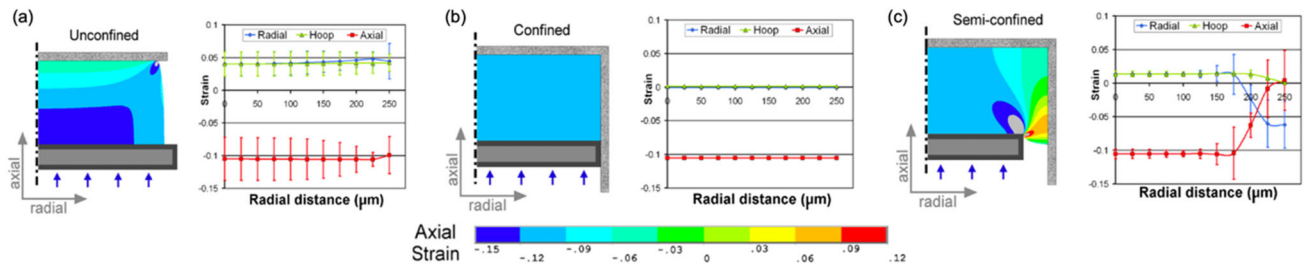 (a)
Unconfined
axial
radial
0.1
0.05
0
-0.05
-0.1
-0.15
Strain
Radial Hoop Axial
0 50 100 150 200 250
Radial distance (µm)
(b)
Confined
axial
radial
0.1
0.05
0
-0.05
-0.1
-0.15
Strain
Radial Hoop Axial
0 50 100 150 200 250
Radial distance (µm)
(c)
Semi-confined
axial
radial
0.1
0.05
0
-0.05
-0.1
-0.15
Strain
Radial Hoop Axial
0 50 100 150 200 250
Radial distance (µm)
Axial
Strain
-.15 -.09 -.03 .03 .09
-.12 -.06 0 .06 .12